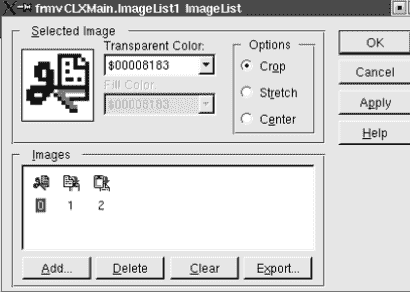 frmvCLXMain.ImageList1 ImageList
Selected Image
Transparent Color:
$00008183
Fill Color:
$00008183
Options
Crop
Stretch
Center
OK
Cancel
Apply
Help
Images
0 1 2
Add... Delete Clear Export...